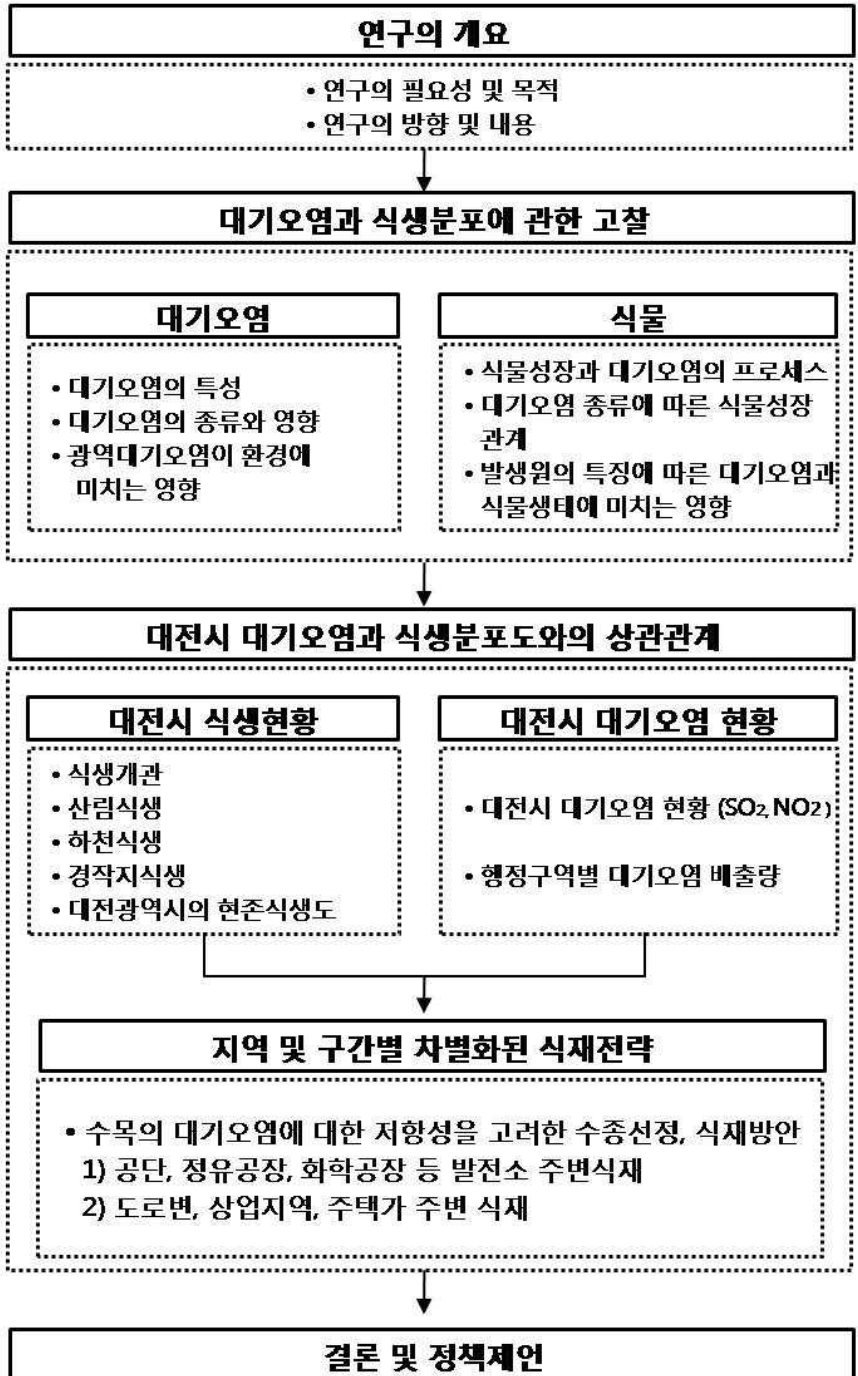 연구의 개요
• 연구의 필요성 및 목적
• 연구의 방향 및 내용
대기오염과 식생분포에 관한 고찰
대기오염
• 대기오염의 특성
• 대기오염의 종류와 영향
• 광역대기오염이 환경에
미치는 영향
식물
• 식물성장과 대기오염의 프로세스
• 대기오염 종류에 따른 식물성장
관계
• 발생원의 특징에 따른 대기오염과
식물생태에 미치는 영향
대전시 대기오염과 식생분포도와의 상관관계
대전시 식생현황
• 식생개관
• 산림식생
• 하천식생
• 경작지식생
• 대전광역시의 현존식생도
대전시 대기오염 현황
• 대전시 대기오염 현황 (SO2, NO2)
• 행정구역별 대기오염 배출량
지역 및 구간별 차별화된 식재전략
• 수목의 대기오염에 대한 저항성을 고려한 수종선정, 식재방안
1) 공단, 정유공장, 화학공장 등 발전소 주변식재
2) 도로변, 상업지역, 주택가 주변 식재
결론 및 정책제언